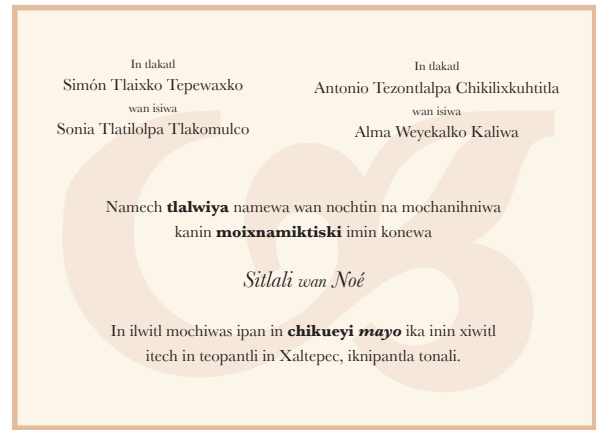 In tlakatl
Simón Tlaixko Tepewaxko
wan isiwa
Sonia Tlatilolpa Tlakomulco
In tlakatl
Antonio Tezontlalpa Chikilixkuhtitla
wan isiwa
Alma Weyekalko Kaliwa
Namech tlalwiya namewa wan nochtin na mochanihniwa
kanin moixnamiktiski imin konewa
Sitlali wan Noé
In ilwitl mochiwas ipan in chikueyi mayo ika inin xiwitl
itech in teopantli in Xaltepec, iknipantla tonali.